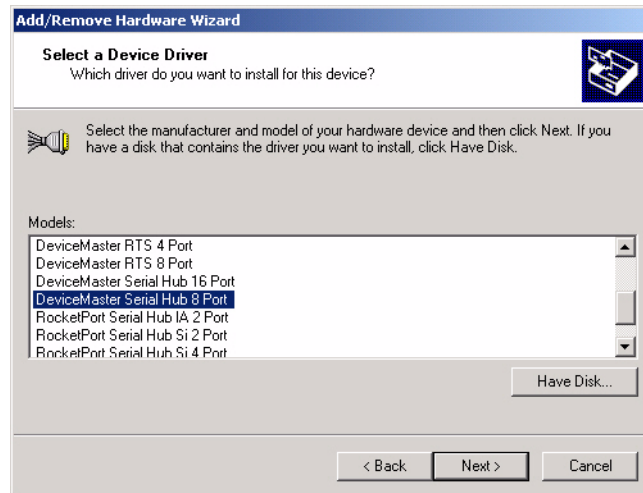 Add/Remove Hardware Wizard
Select a Device Driver
Which driver do you want to install for this device?
Select the manufacturer and model of your hardware device and then click Next. If you
have a disk that contains the driver you want to install, click Have Disk.
Models:
DeviceMaster RTS 4 Port
DeviceMaster RTS 8 Port
DeviceMaster Serial Hub 16 Port
DeviceMaster Serial Hub 8 Port
RocketPort Serial Hub IA 2 Port
RocketPort Serial Hub Si 2 Port
RocketPort Serial Hub Si 4 Port
Have Disk...
< Back Next > Cancel